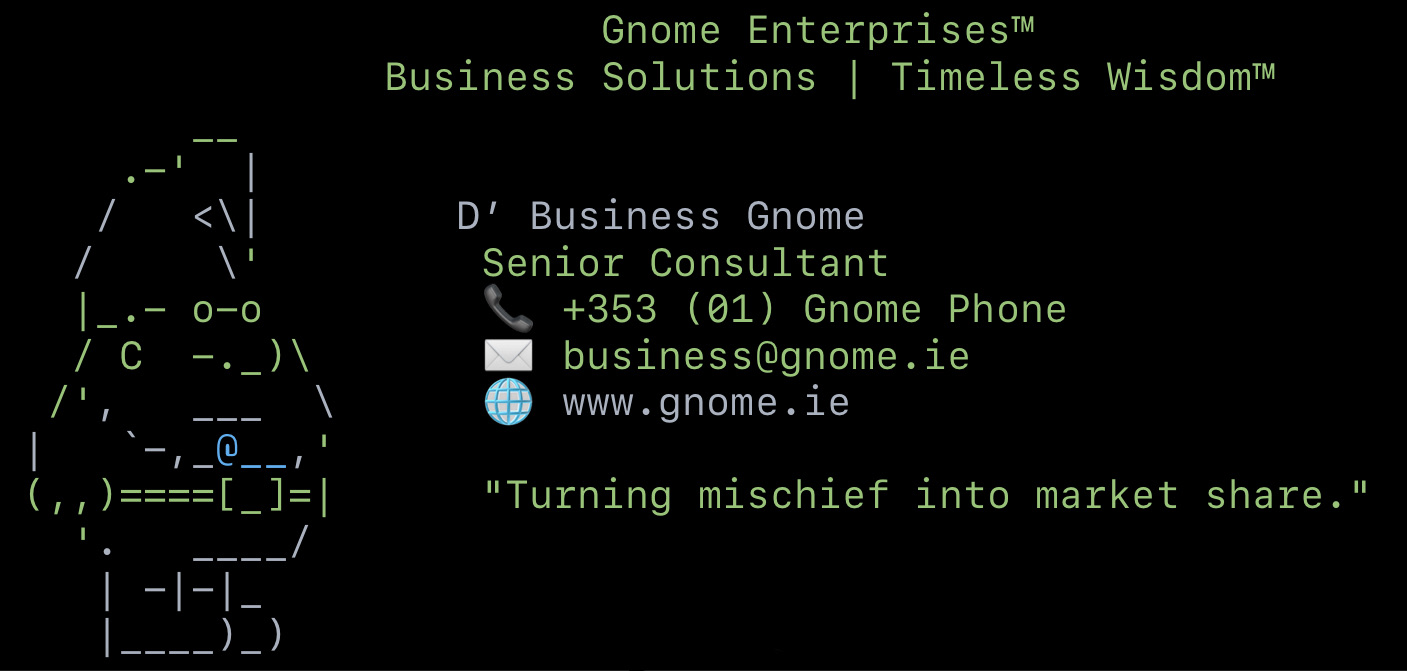 Gnome Enterprises™
Business Solutions | Timeless Wisdom™
D’ Business Gnome
Senior Consultant
📞 +353 (01) Gnome Phone
✉️ business@gnome.ie
🌐 www.gnome.ie
"Turning mischief into market share."